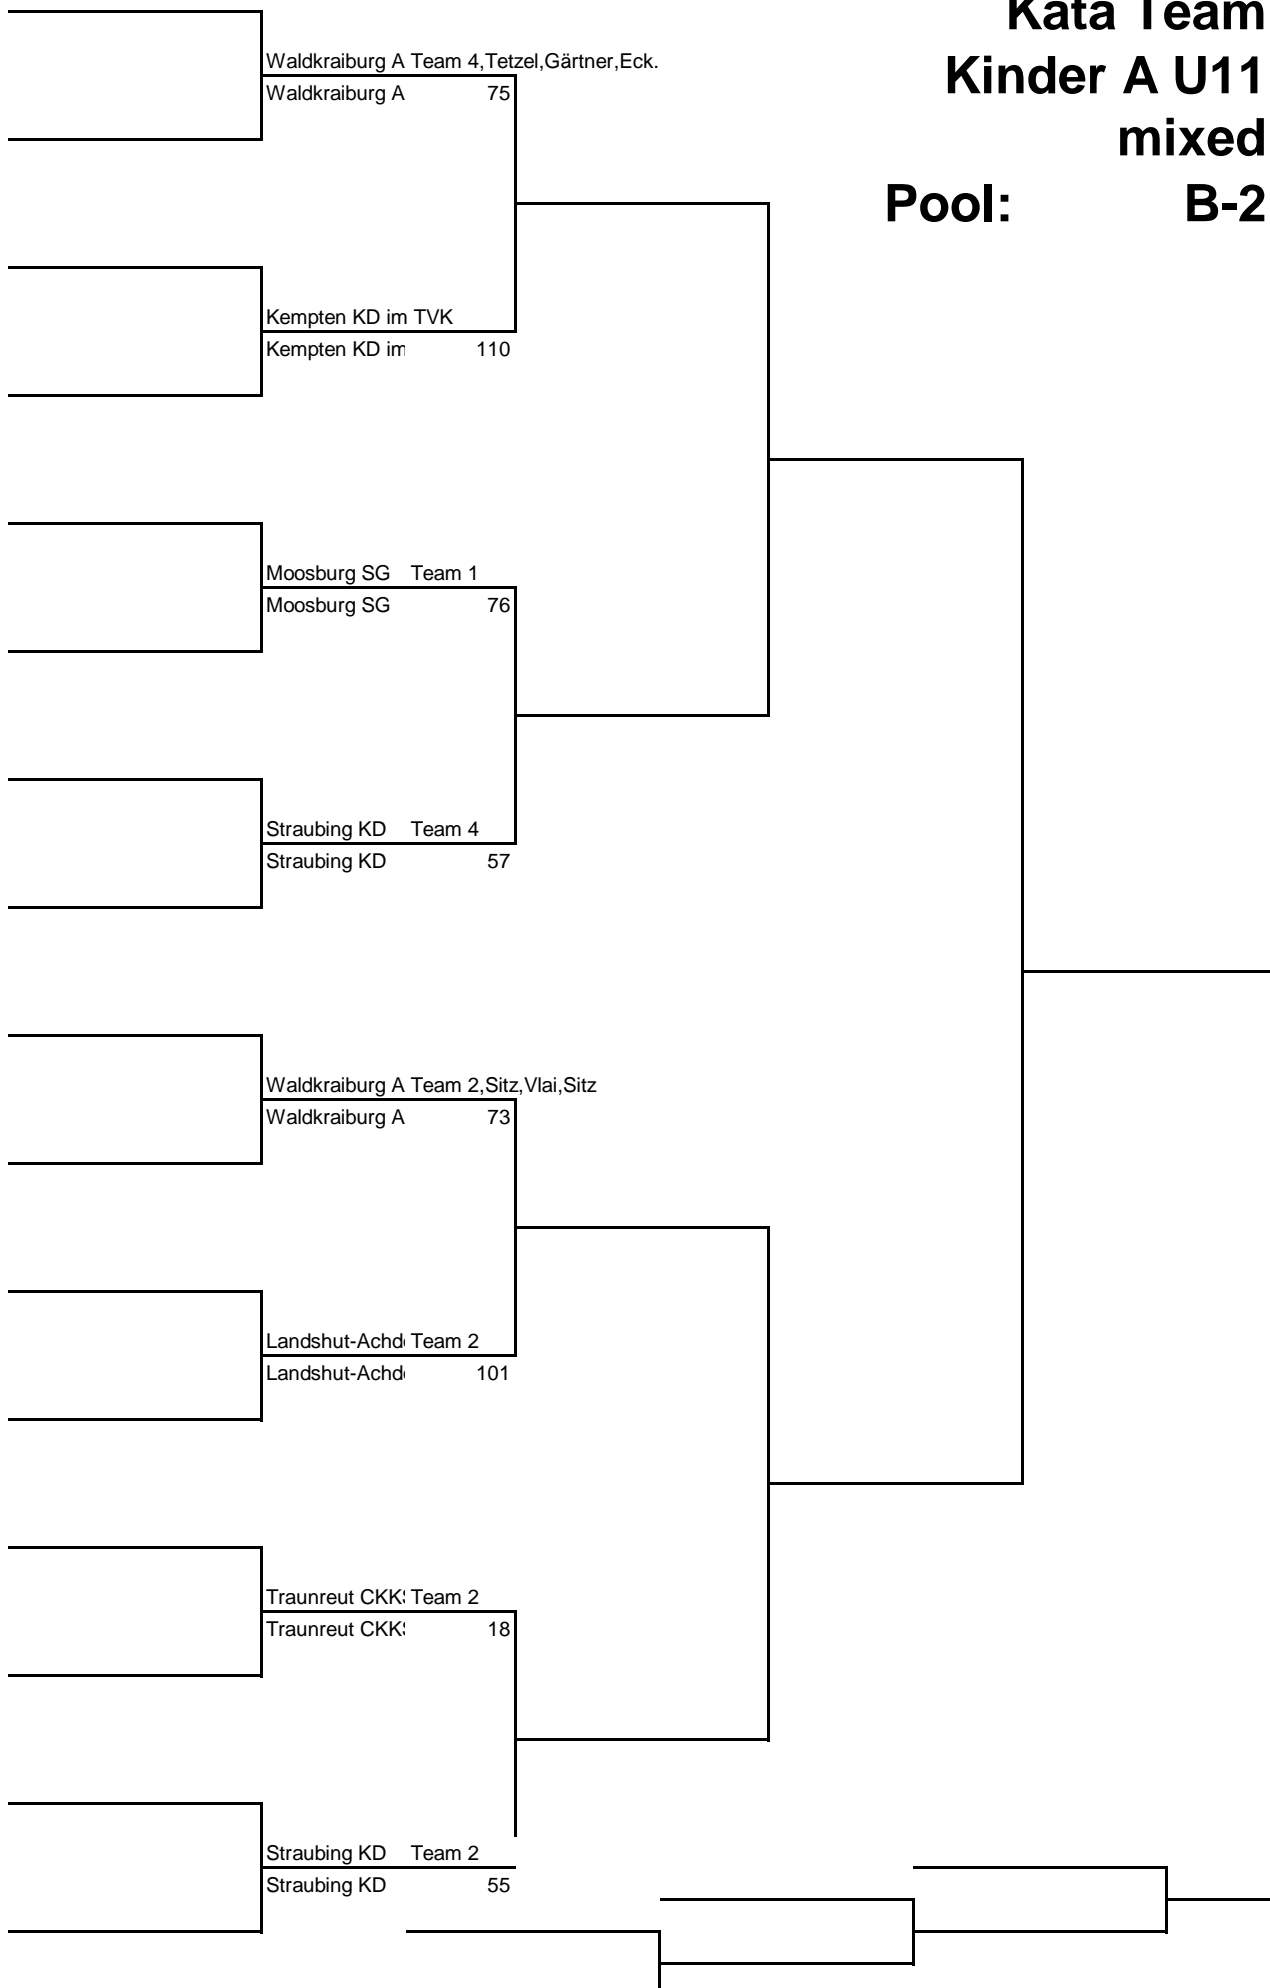 Kata Team
Kinder A U11
mixed
Pool: B-2
Waldkraiburg A Team 4,Tetzel,Gärtner,Eck.
Waldkraiburg A 75
Kempten KD im TVK
Kempten KD im 110
Moosburg SG Team 1
Moosburg SG 76
Straubing KD Team 4
Straubing KD 57
Waldkraiburg A Team 2,Sitz,Vlai,Sitz
Waldkraiburg A 73
Landshut-Achd Team 2
Landshut-Achd 101
Traunreut CKK Team 2
Traunreut CKK 18
Straubing KD Team 2
Straubing KD 55